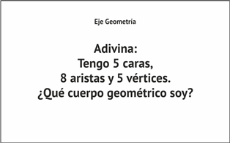 Eje Geometría
Adivina:
Tengo 5 caras,
8 aristas y 5 vértices.
¿Qué cuerpo geométrico soy?